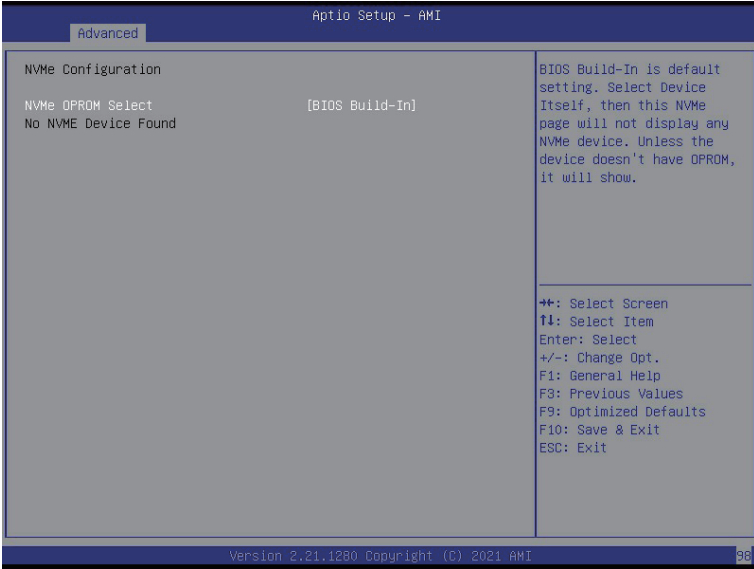 Aptio Setup – AMI
Advanced
NVMe Configuration
NVMe OPROM Select [BIOS Build-In]
No NVME Device Found
BIOS Build-In is default
setting. Select Device
Itself, then this NVMe
page will not display any
NVMe device. Unless the
device doesn't have OPROM,
it will show.
→←: Select Screen
↑↓: Select Item
Enter: Select
+/-: Change Opt.
F1: General Help
F3: Previous Values
F9: Optimized Defaults
F10: Save & Exit
ESC: Exit
Version 2.21.1280 Copyright (C) 2021 AMI
98